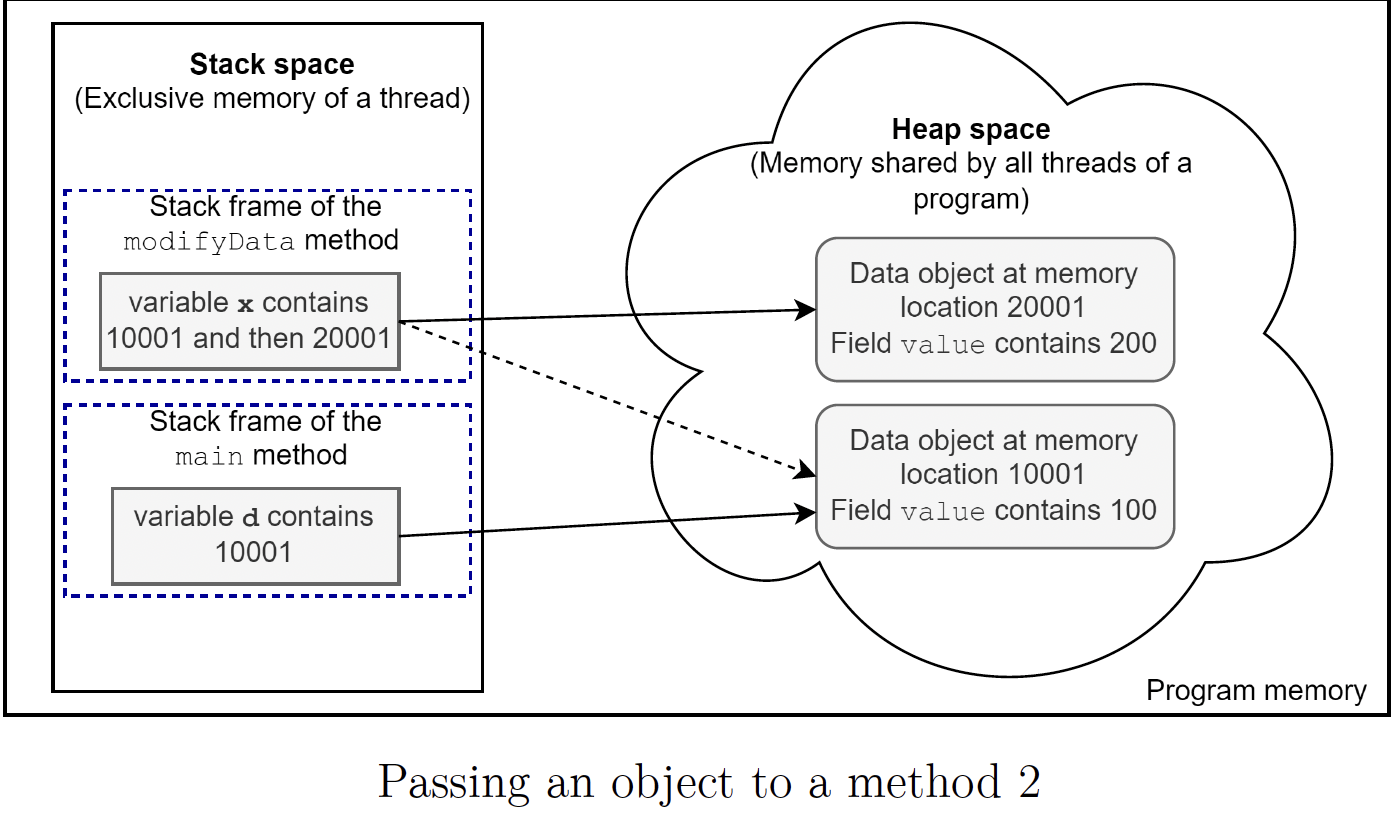 Stack space
(Exclusive memory of a thread)
Stack frame of the
modifyData method
variable x contains
10001 and then 20001
Stack frame of the
main method
variable d contains
10001
Heap space
(Memory shared by all threads of a
program)
Data object at memory
location 20001
Field value contains 200
Data object at memory
location 10001
Field value contains 100
Program memory
Passing an object to a method 2